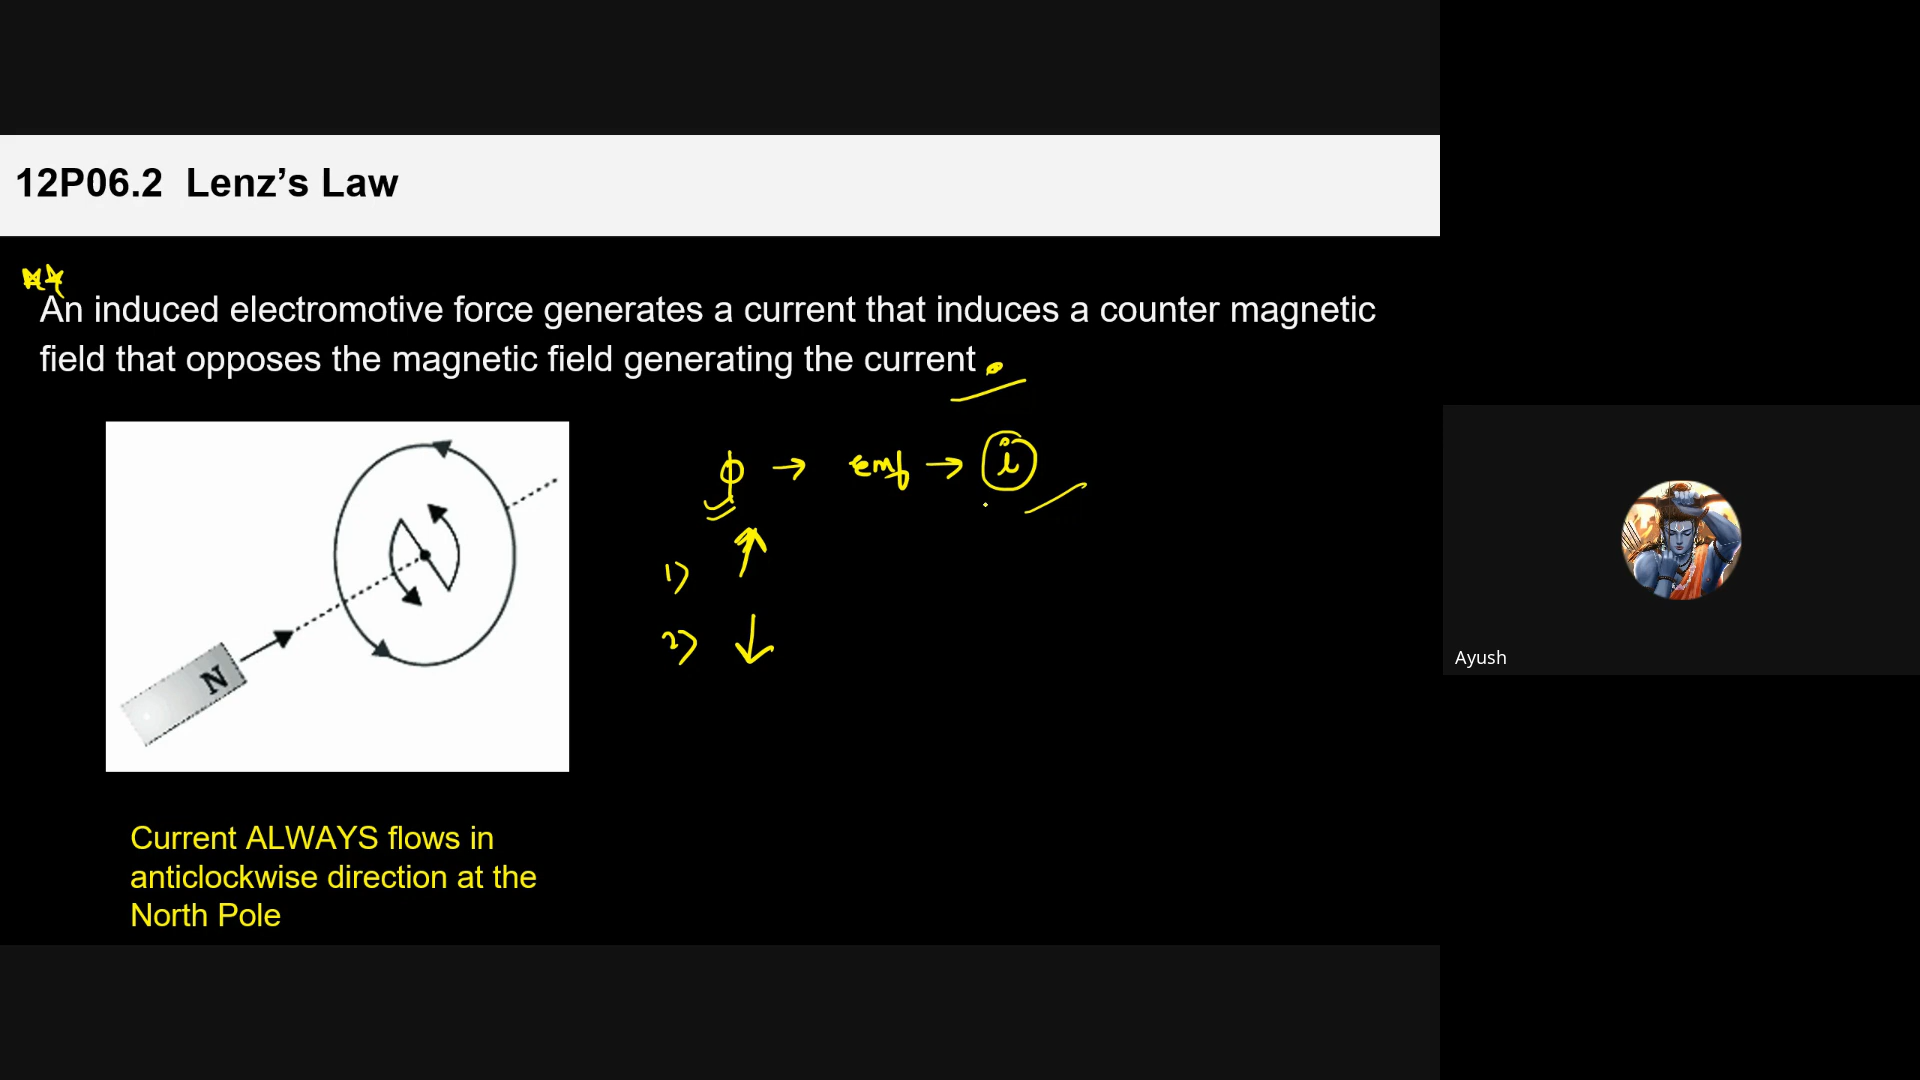 12P06.2 Lenz’s Law
An induced electromotive force generates a current that induces a counter magnetic
field that opposes the magnetic field generating the current .
ϕ → emf → i
1) ↑
2) ↓
N
Current ALWAYS flows in
anticlockwise direction at the
North Pole
Ayush